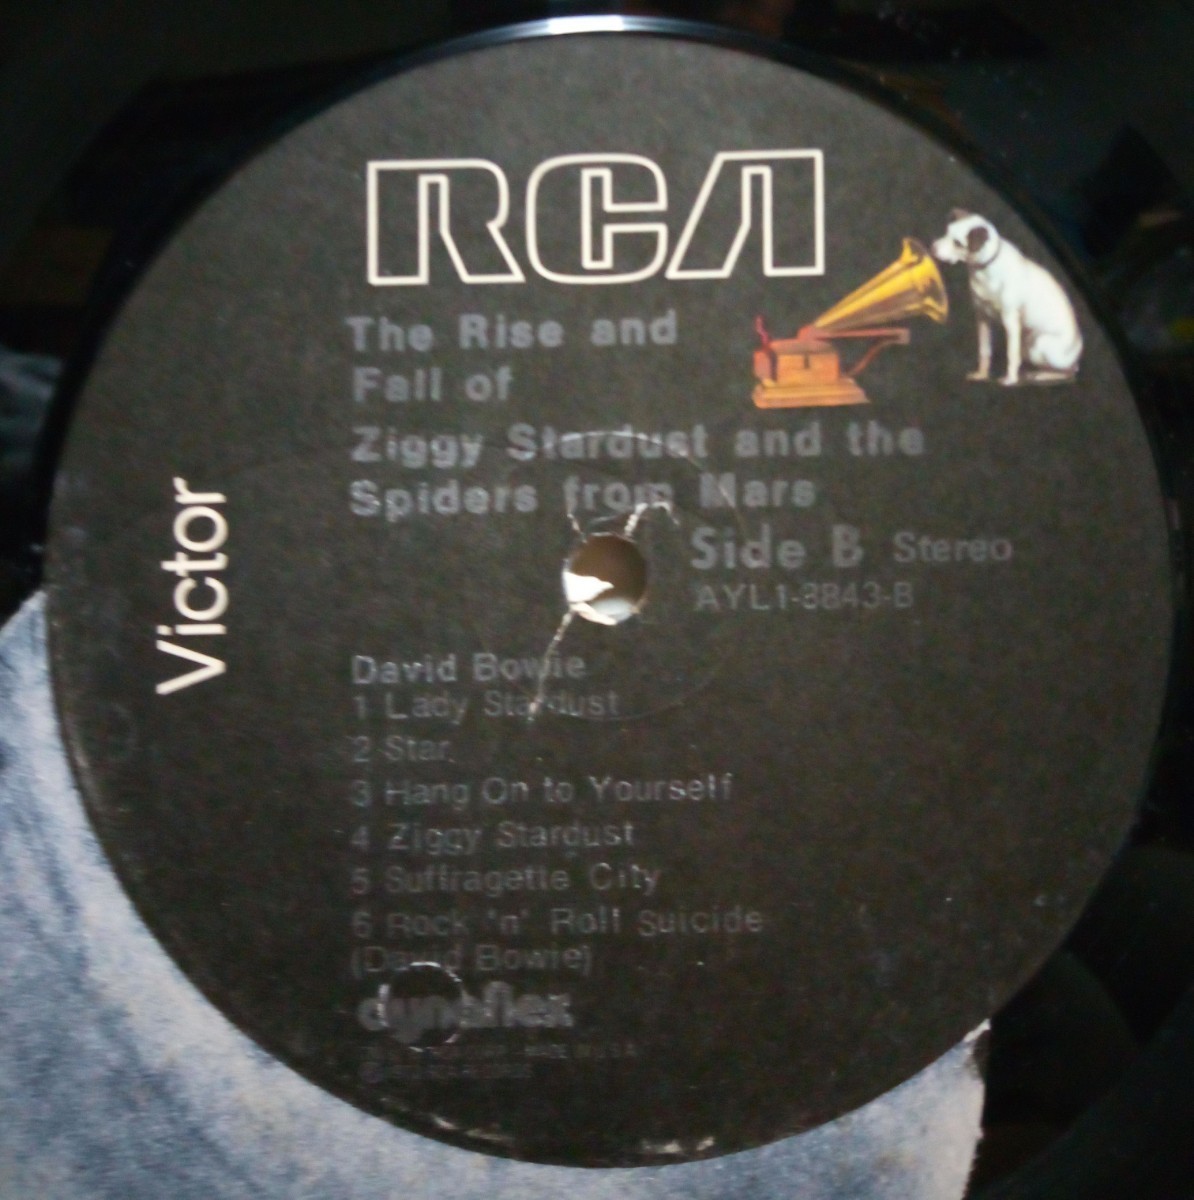 RCA
The Rise and
Fall of
Ziggy Stardust and the
Spiders from Mars
Side B Stereo
AYL1-3843-B
Victor
David Bowie
1 Lady Stardust
2 Star
3 Hang On to Yourself
4 Ziggy Stardust
5 Suffragette City
6 Rock 'n' Roll Suicide
(David Bowie)
dynaflex
MADE IN U.S.A.